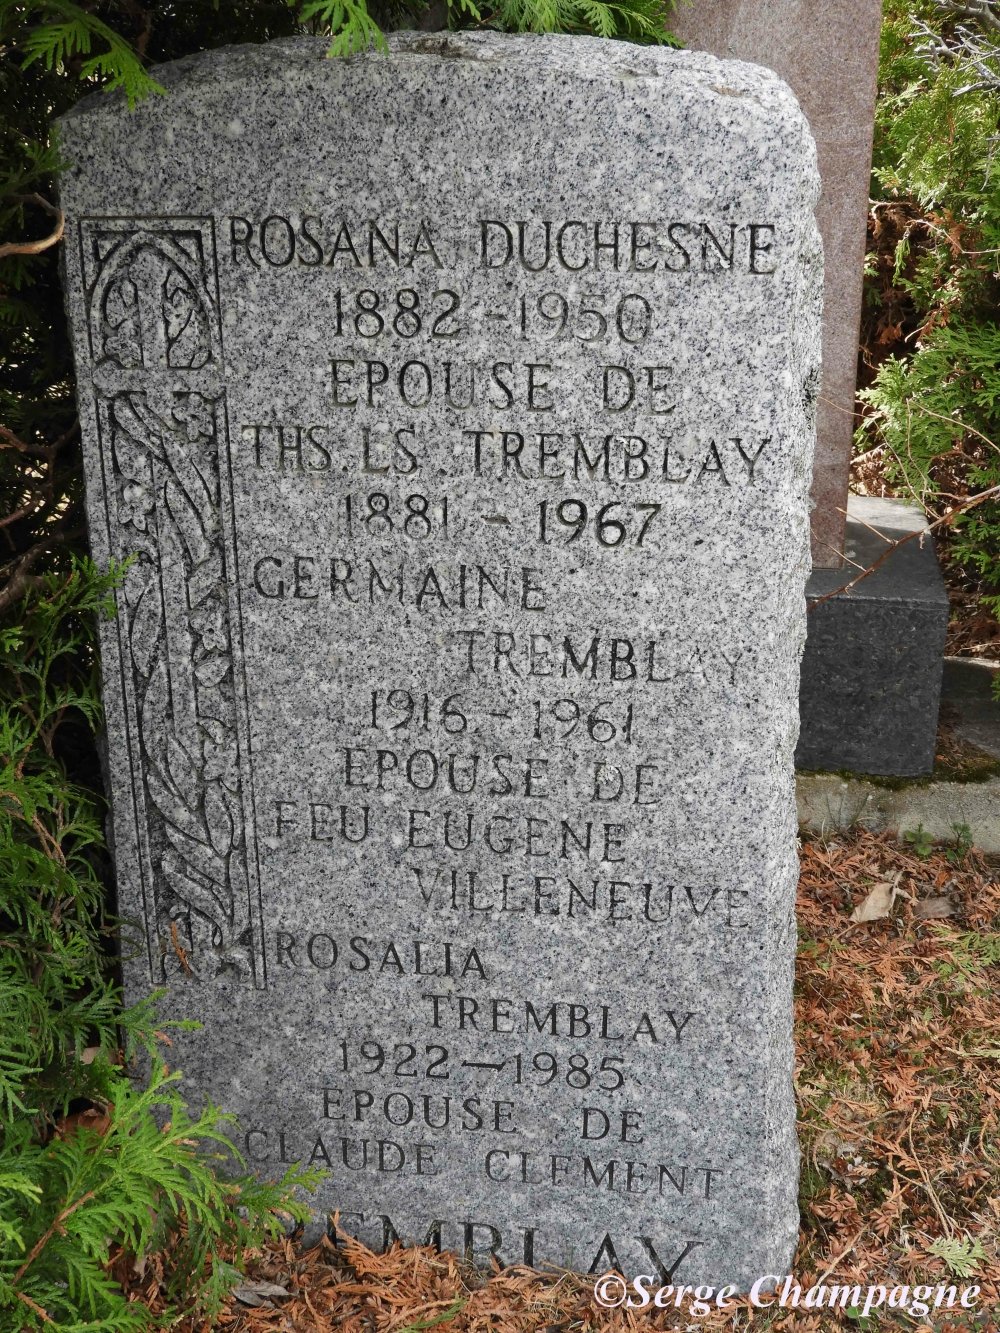 ROSANA DUCHESNE
1882 - 1950
EPOUSE DE
THS. LS. TREMBLAY
1881 - 1967
GERMAINE
TREMBLAY
1916 - 1961
EPOUSE DE
FEU EUGENE
VILLENEUVE
ROSALIA
TREMBLAY
1922 - 1985
EPOUSE DE
CLAUDE CLEMENT
TREMBLAY
©Serge Champagne